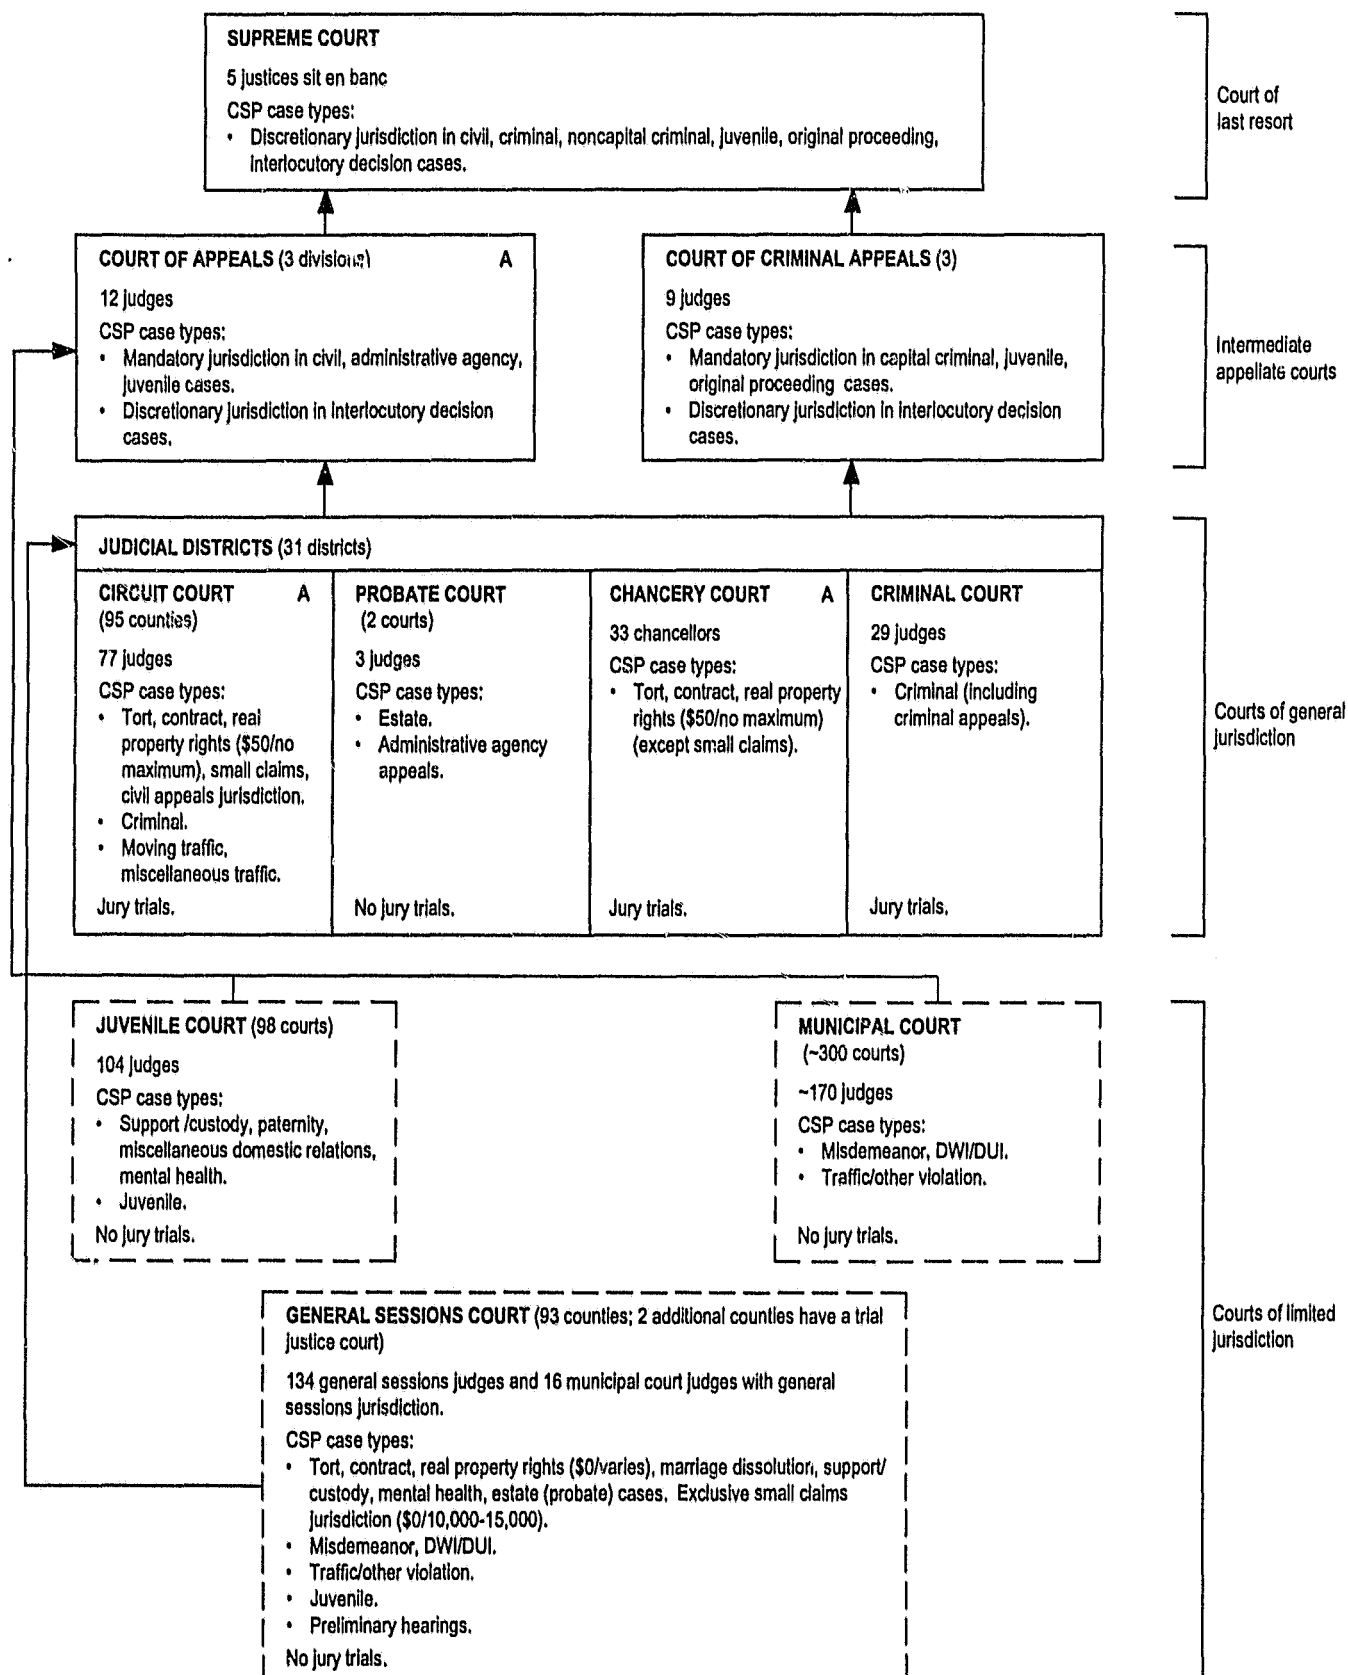 SUPREME COURT
5 justices sit en banc
CSP case types:
• Discretionary jurisdiction in civil, criminal, noncapital criminal, juvenile, original proceeding,
interlocutory decision cases.
Court of
last resort
COURT OF APPEALS (3 divisions) A
12 judges
CSP case types:
• Mandatory jurisdiction in civil, administrative agency,
juvenile cases.
• Discretionary jurisdiction in interlocutory decision
cases.
COURT OF CRIMINAL APPEALS (3)
9 judges
CSP case types:
• Mandatory jurisdiction in capital criminal, juvenile,
original proceeding cases.
• Discretionary jurisdiction in interlocutory decision
cases.
Intermediate
appellate courts
JUDICIAL DISTRICTS (31 districts)
CIRCUIT COURT A
(95 counties)
77 judges
CSP case types:
• Tort, contract, real
property rights ($50/no
maximum), small claims,
civil appeals jurisdiction.
• Criminal.
• Moving traffic,
miscellaneous traffic.
Jury trials.
PROBATE COURT
(2 courts)
3 judges
CSP case types:
• Estate.
• Administrative agency
appeals.
No jury trials.
CHANCERY COURT A
33 chancellors
CSP case types:
• Tort, contract, real property
rights ($50/no maximum)
(except small claims).
Jury trials.
CRIMINAL COURT
29 judges
CSP case types:
• Criminal (including
criminal appeals).
Jury trials.
Courts of general
jurisdiction
JUVENILE COURT (98 courts)
104 judges
CSP case types:
• Support /custody, paternity,
miscellaneous domestic relations,
mental health.
• Juvenile.
No jury trials.
MUNICIPAL COURT
(~300 courts)
~170 judges
CSP case types:
• Misdemeanor, DWI/DUI.
• Traffic/other violation.
No jury trials.
GENERAL SESSIONS COURT (93 counties; 2 additional counties have a trial
justice court)
134 general sessions judges and 16 municipal court judges with general
sessions jurisdiction.
CSP case types:
• Tort, contract, real property rights ($0/varies), marriage dissolution, support/
custody, mental health, estate (probate) cases. Exclusive small claims
jurisdiction ($0/10,000-15,000).
• Misdemeanor, DWI/DUI.
• Traffic/other violation.
• Juvenile.
• Preliminary hearings.
No jury trials.
Courts of limited
jurisdiction